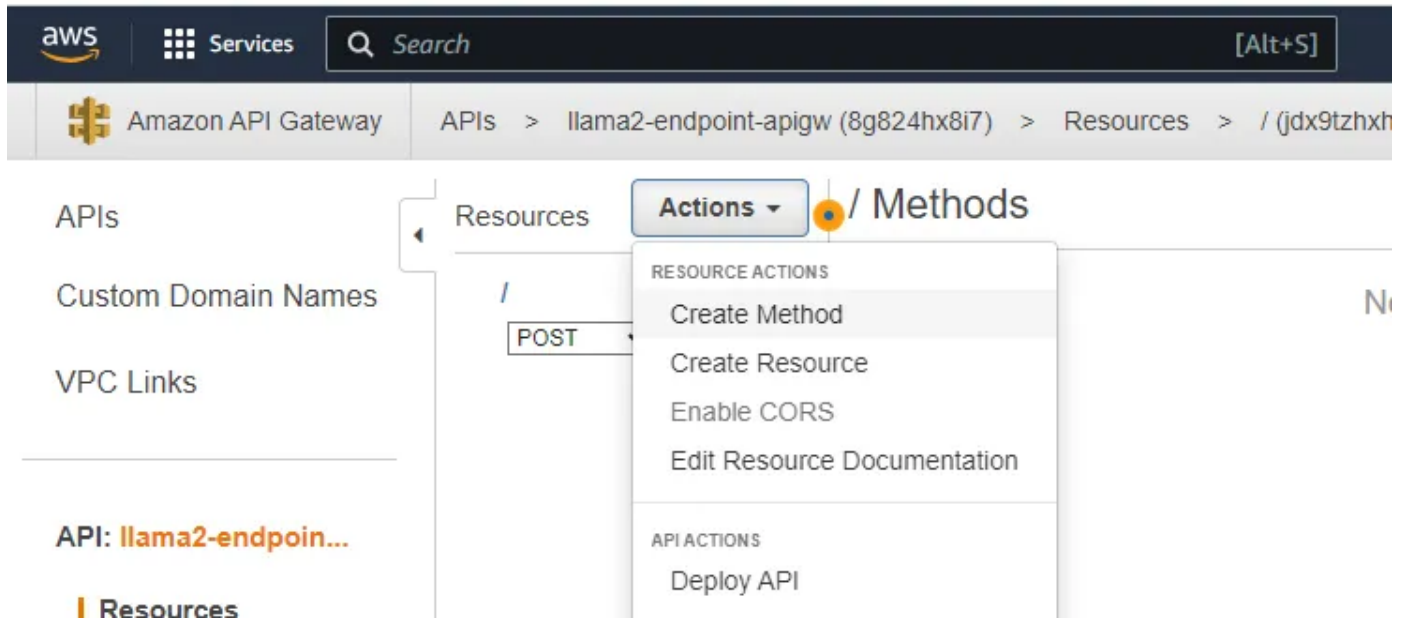 aws Services Search [Alt+S]
Amazon API Gateway APIs > llama2-endpoint-apigw (8g824hx8i7) > Resources > / (jdx9tzhxh
APIs
Custom Domain Names
VPC Links
API: llama2-endpoin...
Resources
Resources
Actions
/ Methods
/
POST
RESOURCE ACTIONS
Create Method
Create Resource
Enable CORS
Edit Resource Documentation
API ACTIONS
Deploy API